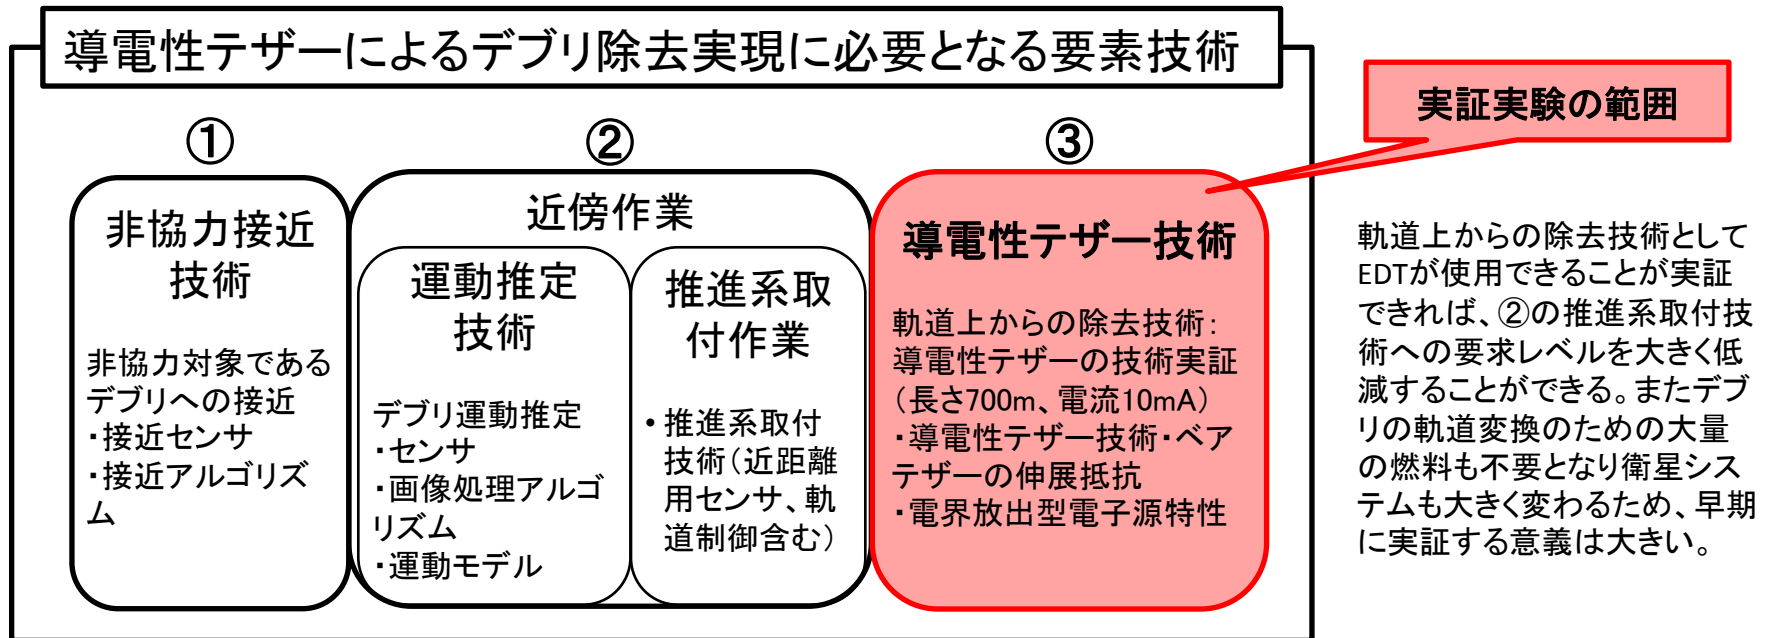 導電性テザーによるデブリ除去実現に必要となる要素技術
実証実験の範囲
①
②
③
非協力接近
技術
非協力対象である
デブリへの接近
・接近センサ
・接近アルゴリズ
ム
近傍作業
運動推定
技術
デブリ運動推定
・センサ
・画像処理アルゴ
リズム
・運動モデル
推進系取
付作業
・推進系取付
技術（近距離
用センサ、軌
道制御含む）
導電性テザー技術
軌道上からの除去技術：
導電性テザーの技術実証
（長さ700m、電流10mA）
・導電性テザー技術・ベア
テザーの伸展抵抗
・電界放出型電子源特性
軌道上からの除去技術として
EDTが使用できることが実証
できれば、②の推進系取付技
術への要求レベルを大きく低
減することができる。またデブ
リの軌道変換のための大量
の燃料も不要となり衛星シス
テムも大きく変わるため、早期
に実証する意義は大きい。